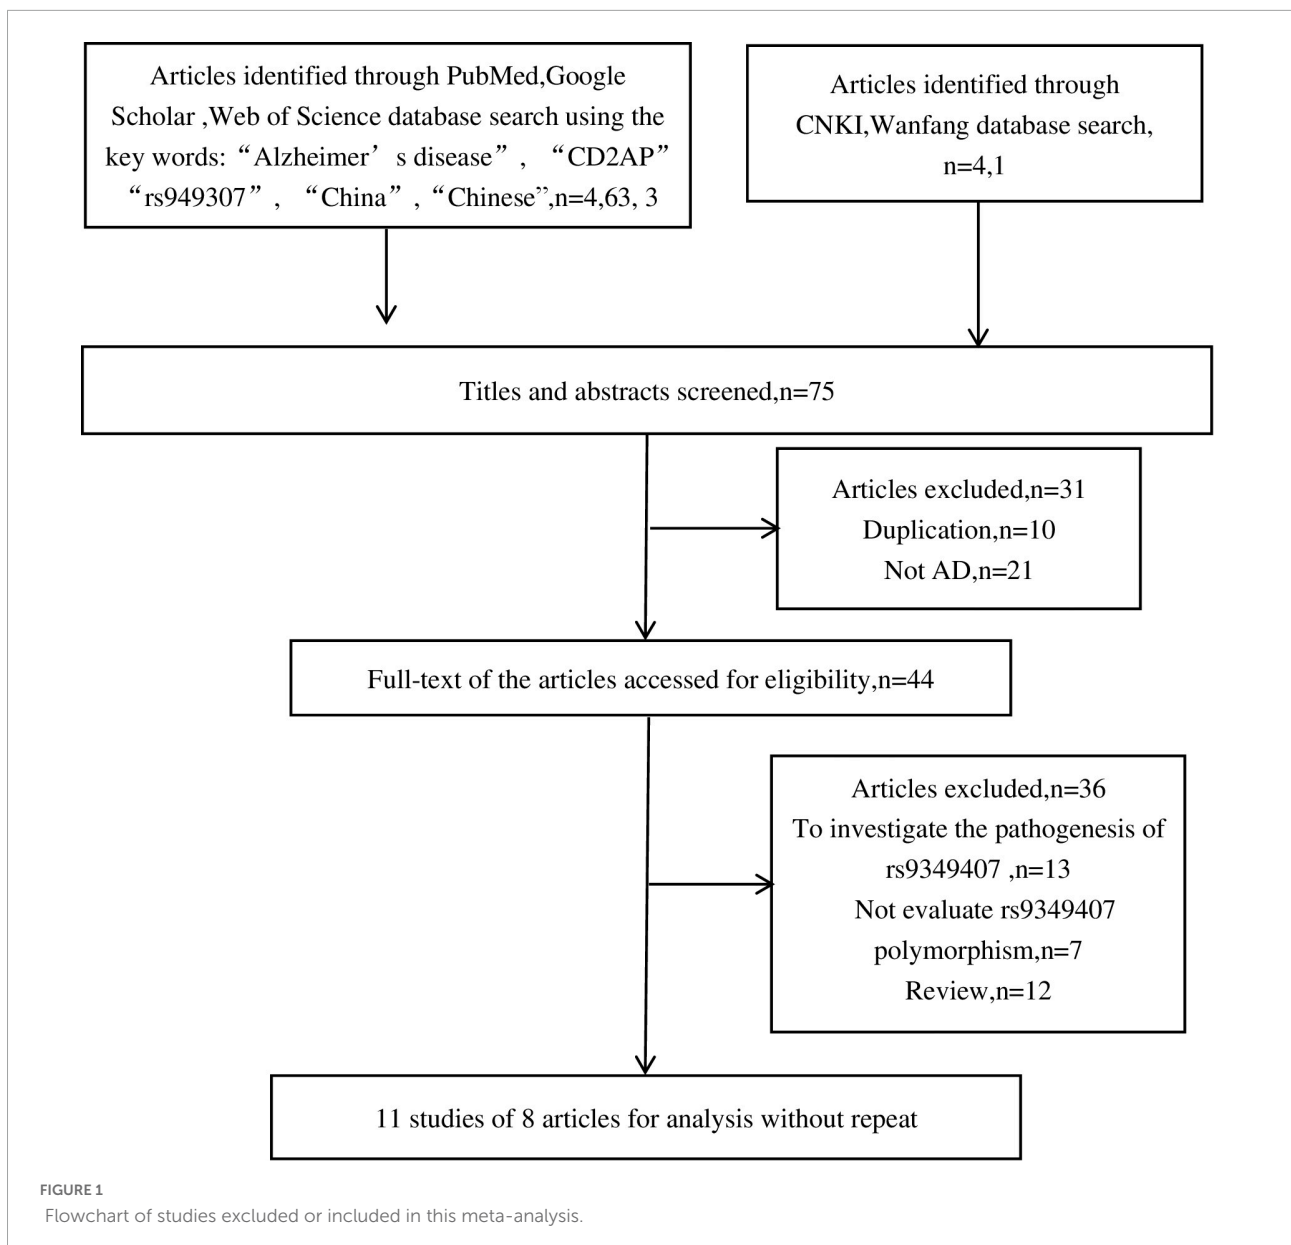 Articles identified through PubMed,Google
Scholar ,Web of Science database search using the
key words:“Alzheimer’ s disease” , “CD2AP”
“rs949307” , “China” , “Chinese”,n=4,63, 3
Articles identified through
CNKI,Wanfang database search,
n=4,1
Titles and abstracts screened,n=75
Articles excluded,n=31
Duplication,n=10
Not AD,n=21
Full-text of the articles accessed for eligibility,n=44
Articles excluded,n=36
To investigate the pathogenesis of
rs9349407 ,n=13
Not evaluate rs9349407
polymorphism,n=7
Review,n=12
11 studies of 8 articles for analysis without repeat
FIGURE 1
Flowchart of studies excluded or included in this meta-analysis.